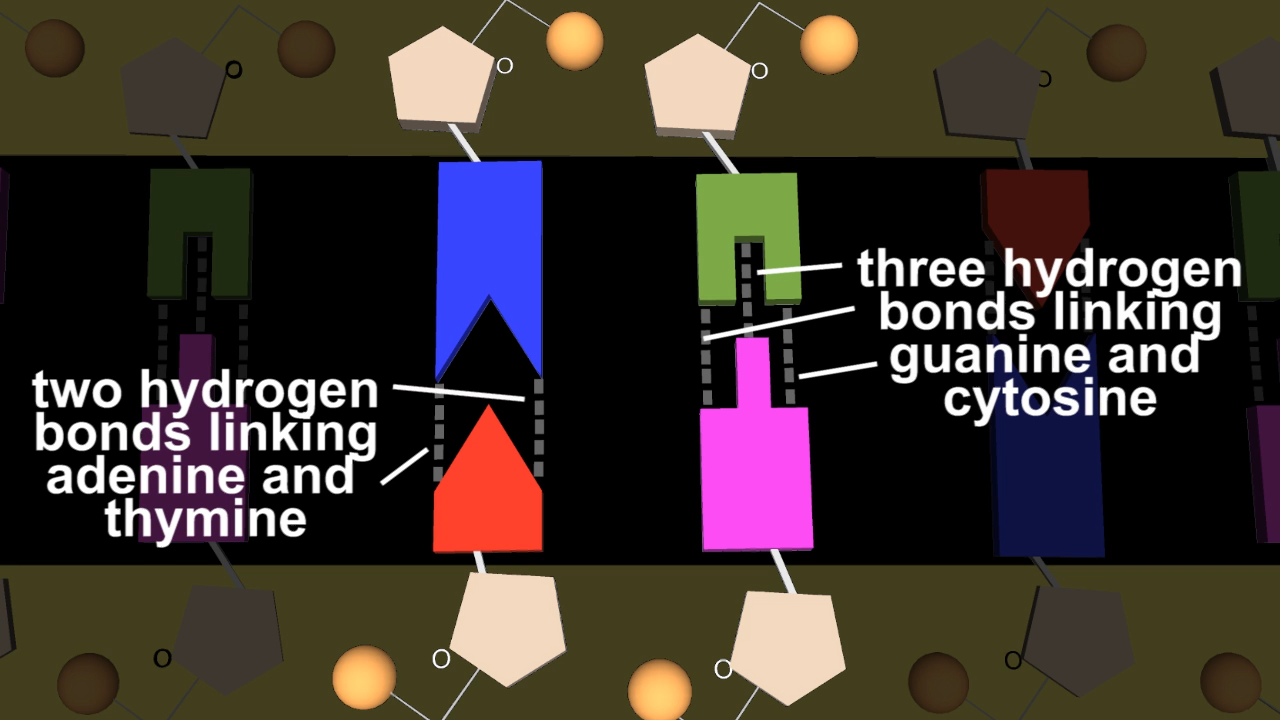 two hydrogen
bonds linking
adenine and
thymine
three hydrogen
bonds linking
guanine and
cytosine
O
O
O
O
O
O
O
O